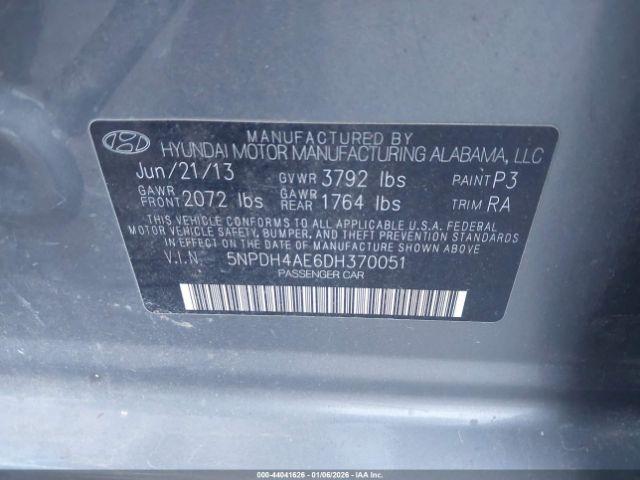 MANUFACTURED BY
HYUNDAI MOTOR MANUFACTURING ALABAMA, LLC
Jun/21/13 GVWR 3792 lbs PAINT P3
GAWR FRONT 2072 lbs GAWR REAR 1764 lbs TRIM RA
THIS VEHICLE CONFORMS TO ALL APPLICABLE U.S.A. FEDERAL
MOTOR VEHICLE SAFETY, BUMPER, AND THEFT PREVENTION STANDARDS
IN EFFECT ON THE DATE OF MANUFACTURE SHOWN ABOVE
V.I.N. 5NPDH4AE6DH370051
PASSENGER CAR
000-44041626 - 01/06/2026 - IAAI.COM